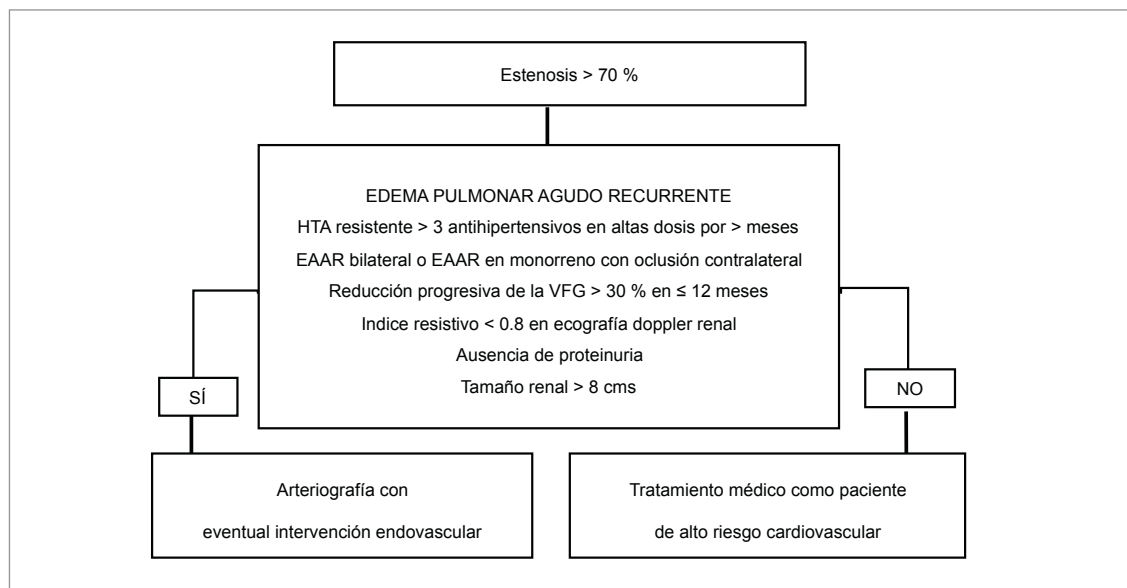 Estenosis > 70 %
EDEMA PULMONAR AGUDO RECURRENTE
HTA resistente > 3 antihipertensivos en altas dosis por > meses
EAAR bilateral o EAAR en monorreno con oclusión contralateral
Reducción progresiva de la VFG > 30 % en ≤ 12 meses
Indice resistivo < 0.8 en ecografía doppler renal
Ausencia de proteinuria
Tamaño renal > 8 cms
SÍ
NO
Arteriografía con
eventual intervención endovascular
Tratamiento médico como paciente
de alto riesgo cardiovascular